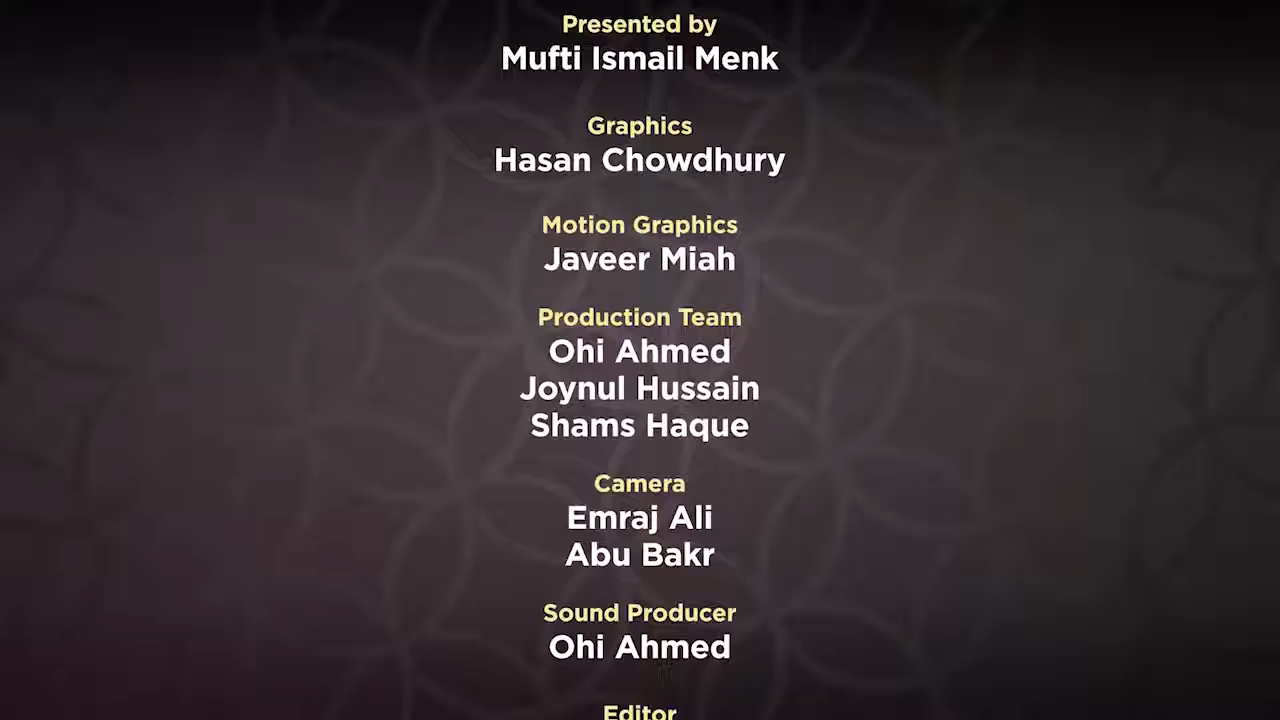 Presented by
Mufti Ismail Menk
Graphics
Hasan Chowdhury
Motion Graphics
Javeer Miah
Production Team
Ohi Ahmed
Joynul Hussain
Shams Haque
Camera
Emraj Ali
Abu Bakr
Sound Producer
Ohi Ahmed
Editor